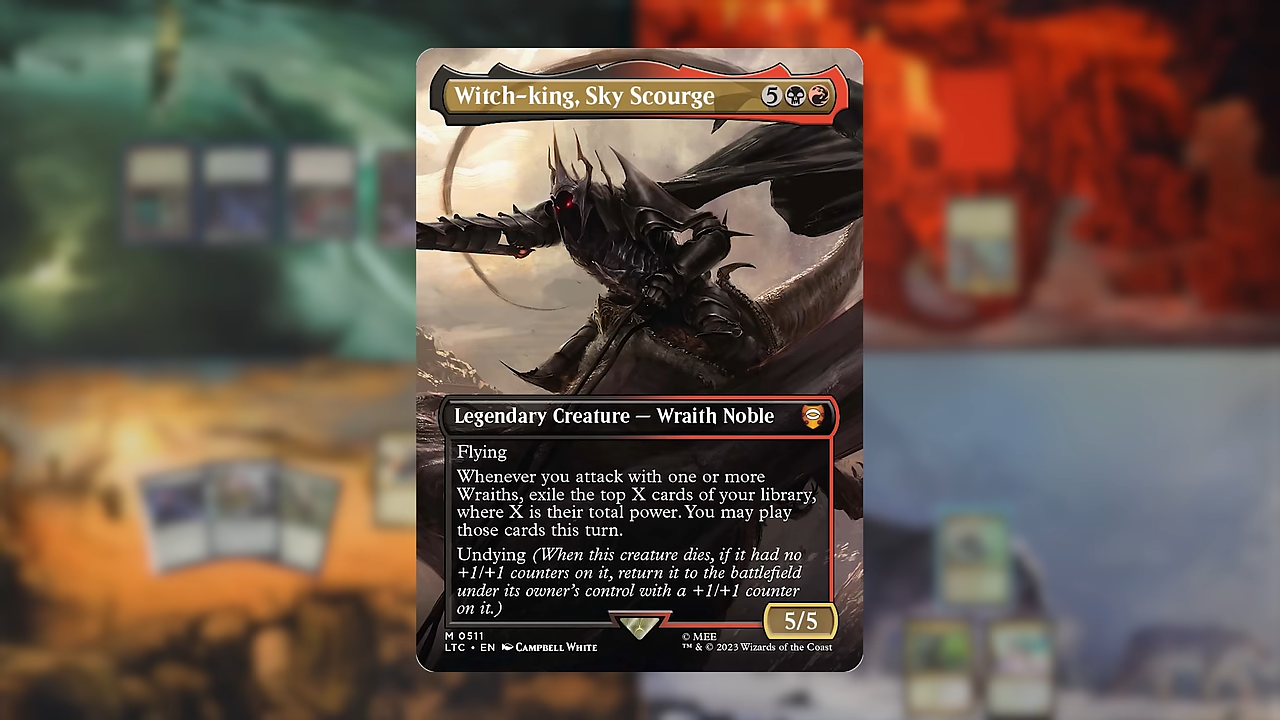 Witch-king, Sky Scourge 5
Legendary Creature — Wraith Noble
Flying
Whenever you attack with one or more
Wraiths, exile the top X cards of your library,
where X is their total power. You may play
those cards this turn.
Undying (When this creature dies, if it had no
+1/+1 counters on it, return it to the battlefield
under its owner's control with a +1/+1 counter
on it.)
5/5
M 0511
LTC • EN Campbell White
© MEE
™ & © 2023 Wizards of the Coast